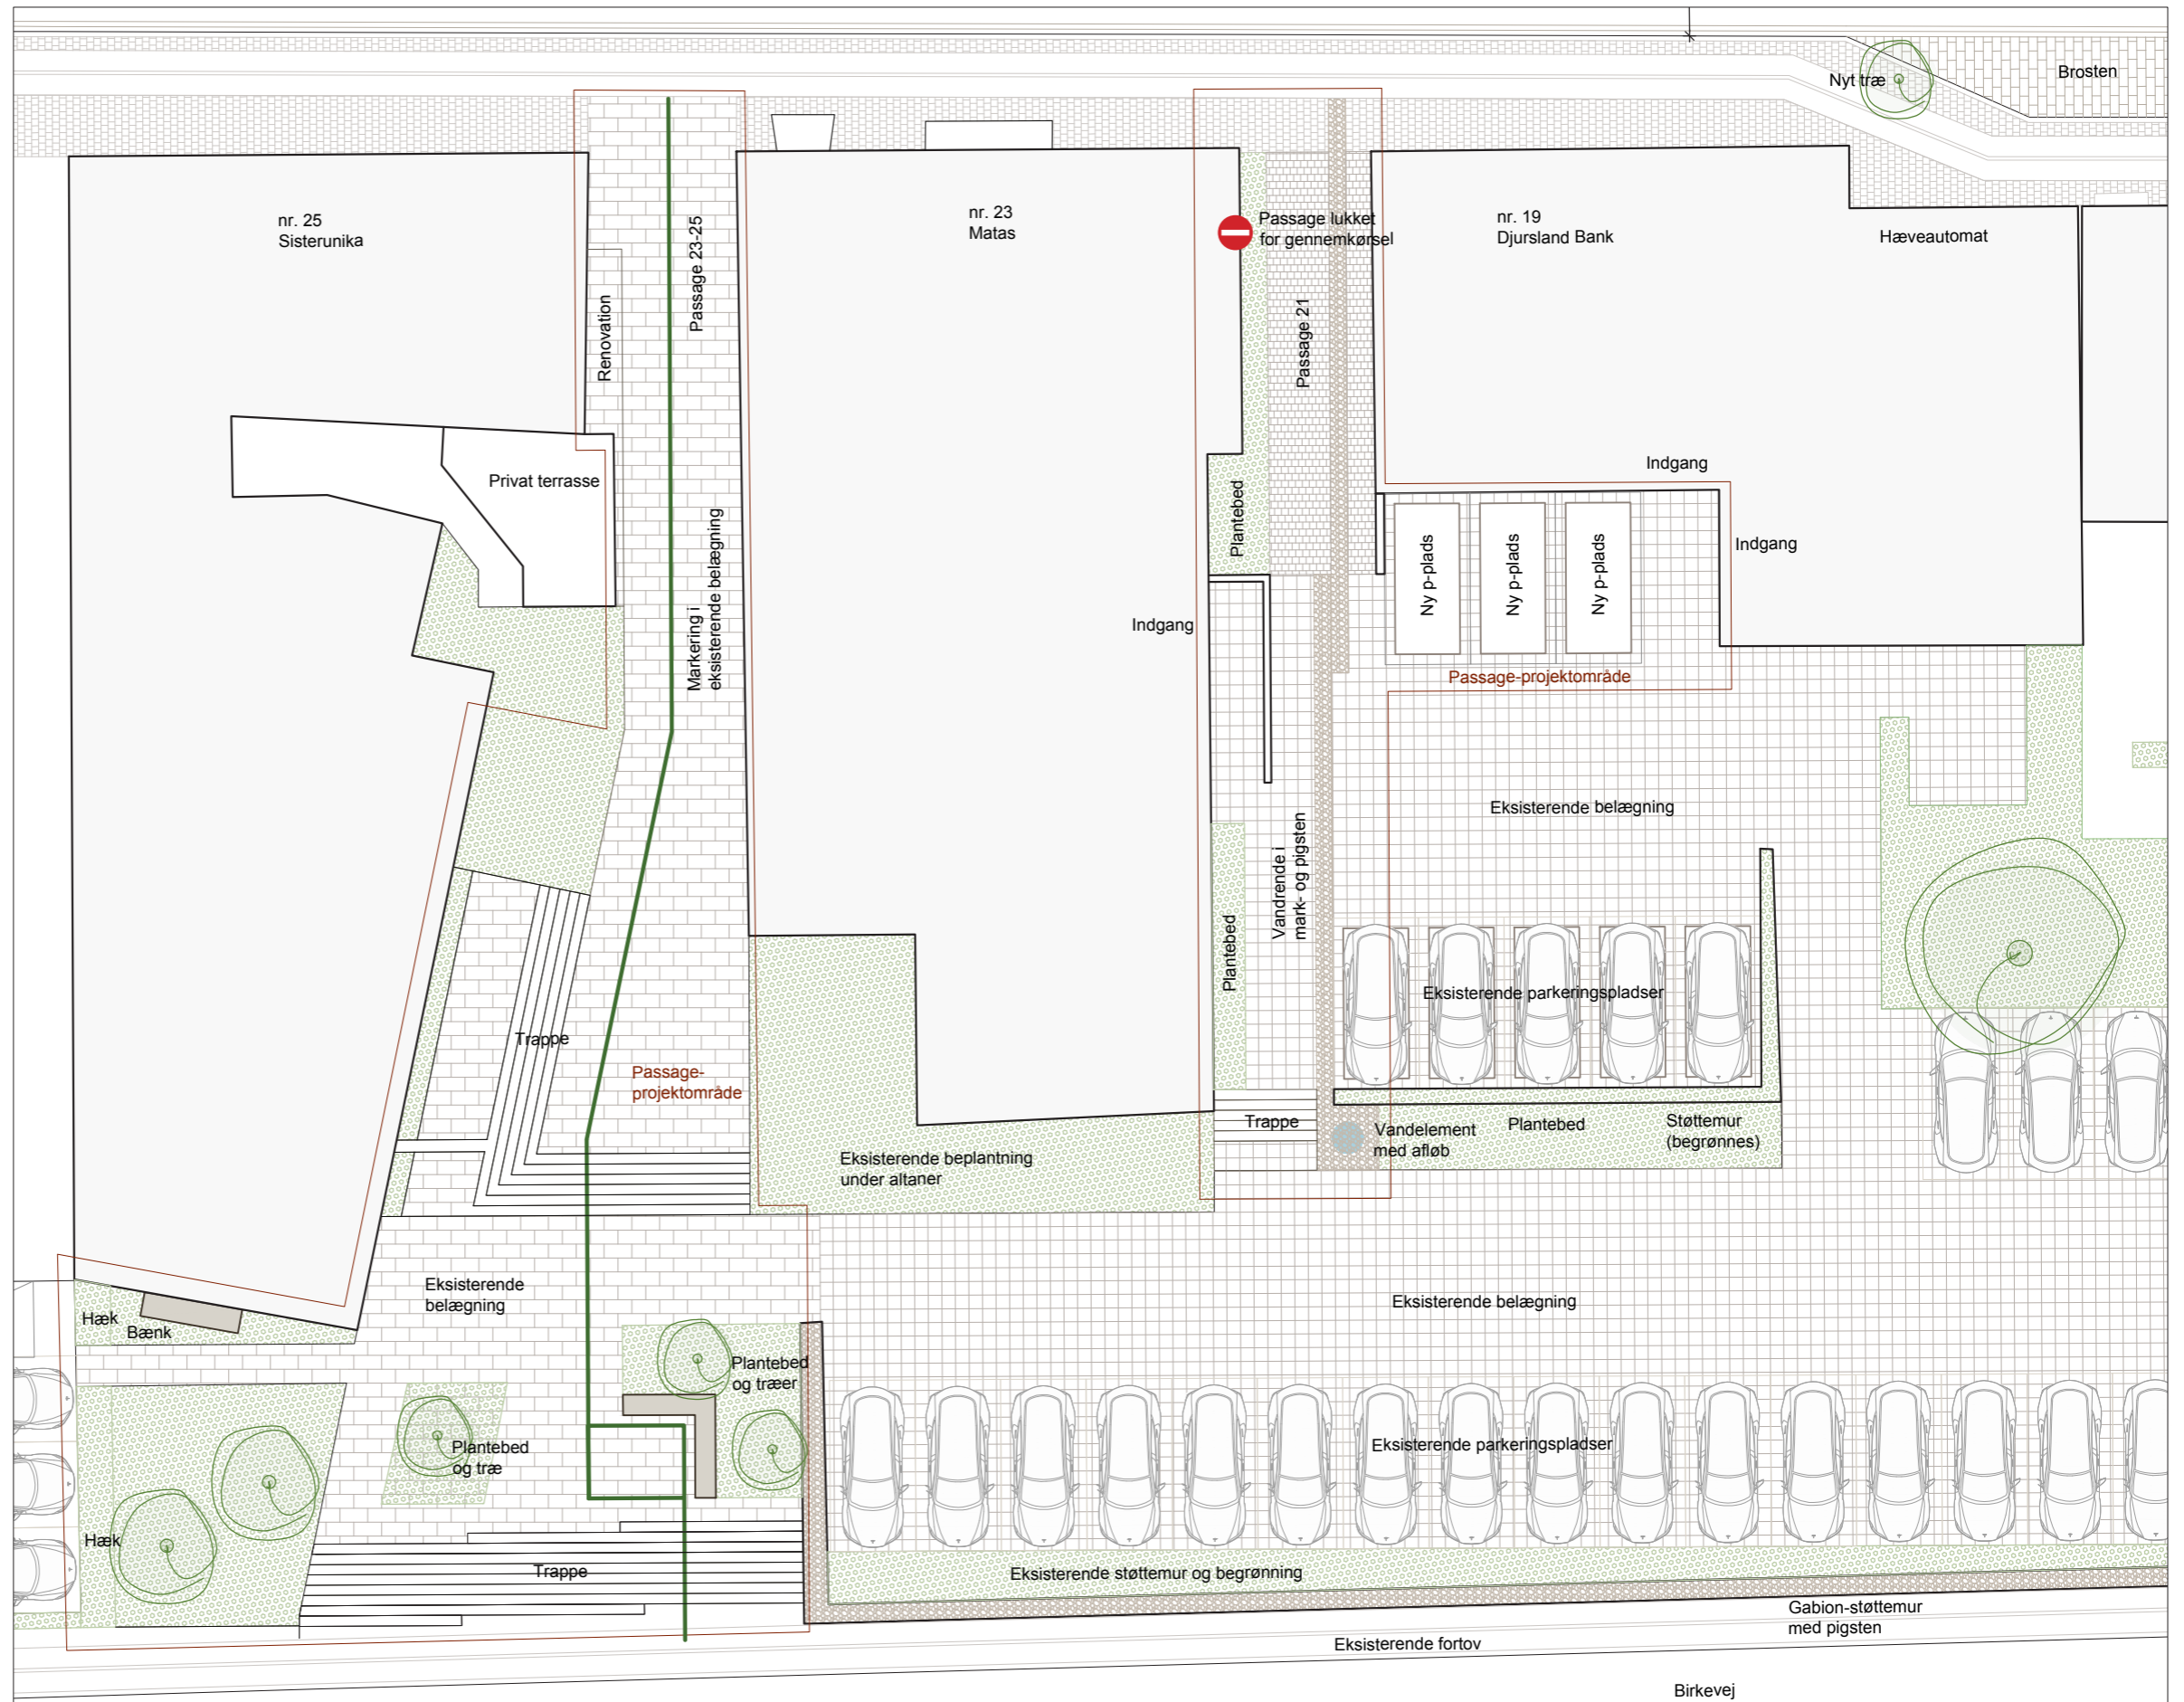 Nyt træ
Brosten
nr. 25
Sisterunika
Passage 23-25
nr. 23
Matas
Passage lukket
for gennemkørsel
nr. 19
Djursland Bank
Hæveautomat
Renovation
Passage 21
Privat terrasse
Indgang
Plantebed
Markering i
eksisterende belægning
Ny p-plads
Ny p-plads
Ny p-plads
Indgang
Indgang
Passage-projektområde
Eksisterende belægning
Vandrende i
mark- og pigsten
Plantebed
Eksisterende parkeringspladser
Trappe
Passage-
projektområde
Trappe
Vandelement
med afløb
Plantebed
Støttemur
(begrønnes)
Eksisterende beplantning
under altaner
Eksisterende
belægning
Eksisterende belægning
Hæk
Bænk
Plantebed
og træer
Plantebed
og træ
Eksisterende parkeringspladser
Hæk
Trappe
Eksisterende støttemur og begrønning
Gabion-støttemur
med pigsten
Eksisterende fortov
Birkevej